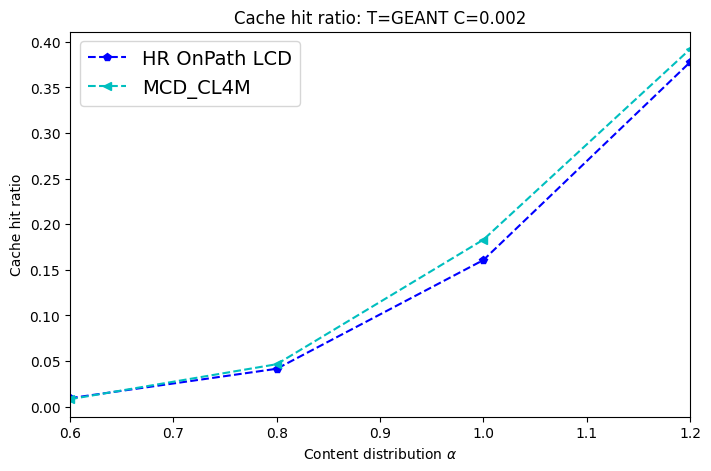 Cache hit ratio: T=GEANT C=0.002
HR OnPath LCD
MCD_CL4M
Cache hit ratio
0.40
0.35
0.30
0.25
0.20
0.15
0.10
0.05
0.00
0.6 0.7 0.8 0.9 1.0 1.1 1.2
Content distribution α